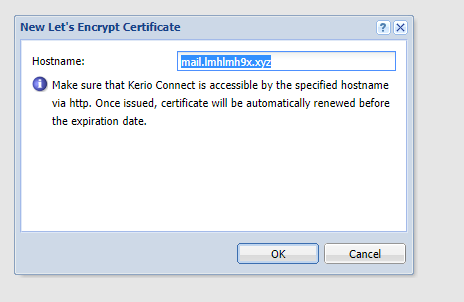 New Let's Encrypt Certificate
Hostname: mail.lmhlmh9x.xyz
Make sure that Kerio Connect is accessible by the specified hostname
via http. Once issued, certificate will be automatically renewed before
the expiration date.
OK Cancel